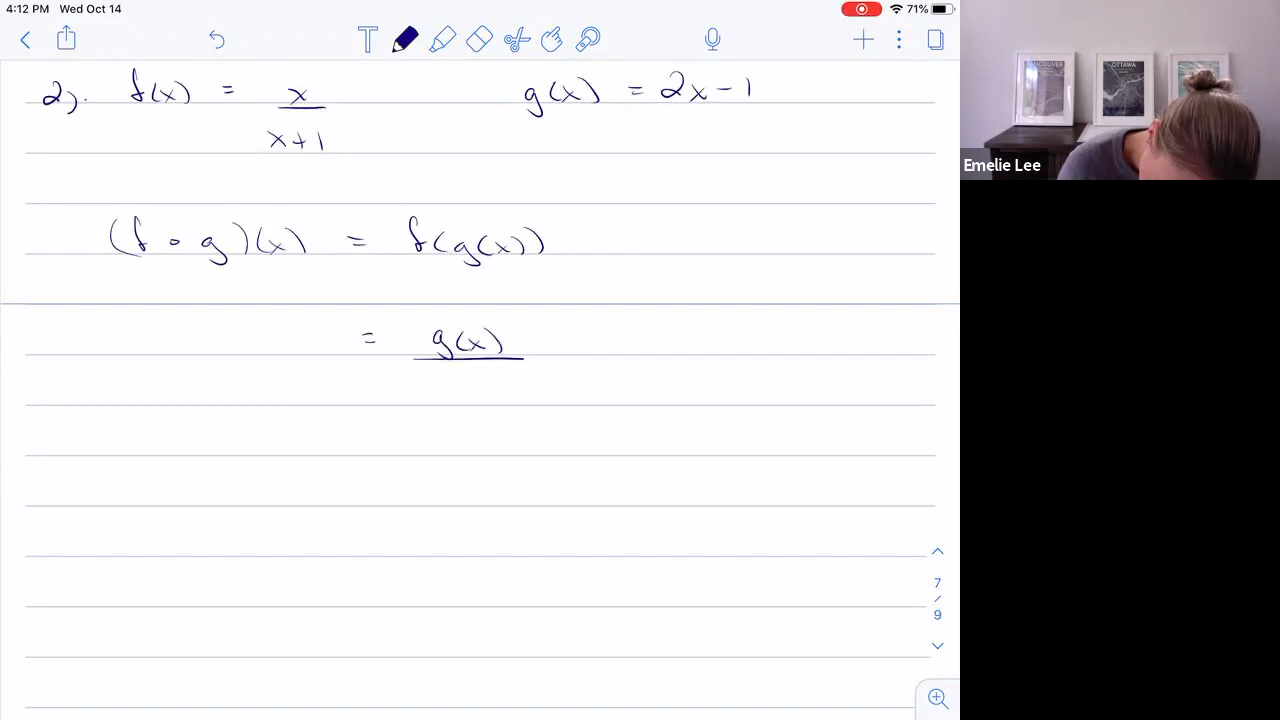 4:12 PM Wed Oct 14
71%
T
2). f(x) = x / x+1 g(x) = 2x-1
(f ∘ g)(x) = f(g(x))
= g(x)
7 / 9
VANCOUVER
OTTAWA
Emelie Lee